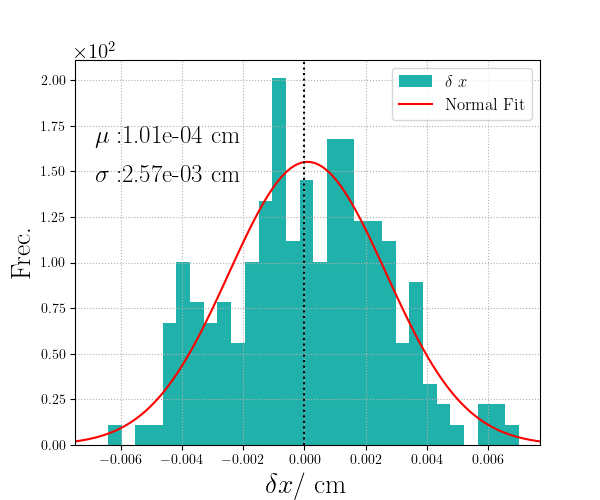 ×10²
2.00
1.75
1.50
1.25
1.00
0.75
0.50
0.25
0.00
Frec.
μ :1.01e-04 cm
σ :2.57e-03 cm
δ x
Normal Fit
−0.006 −0.004 −0.002 0.000 0.002 0.004 0.006
δx/ cm